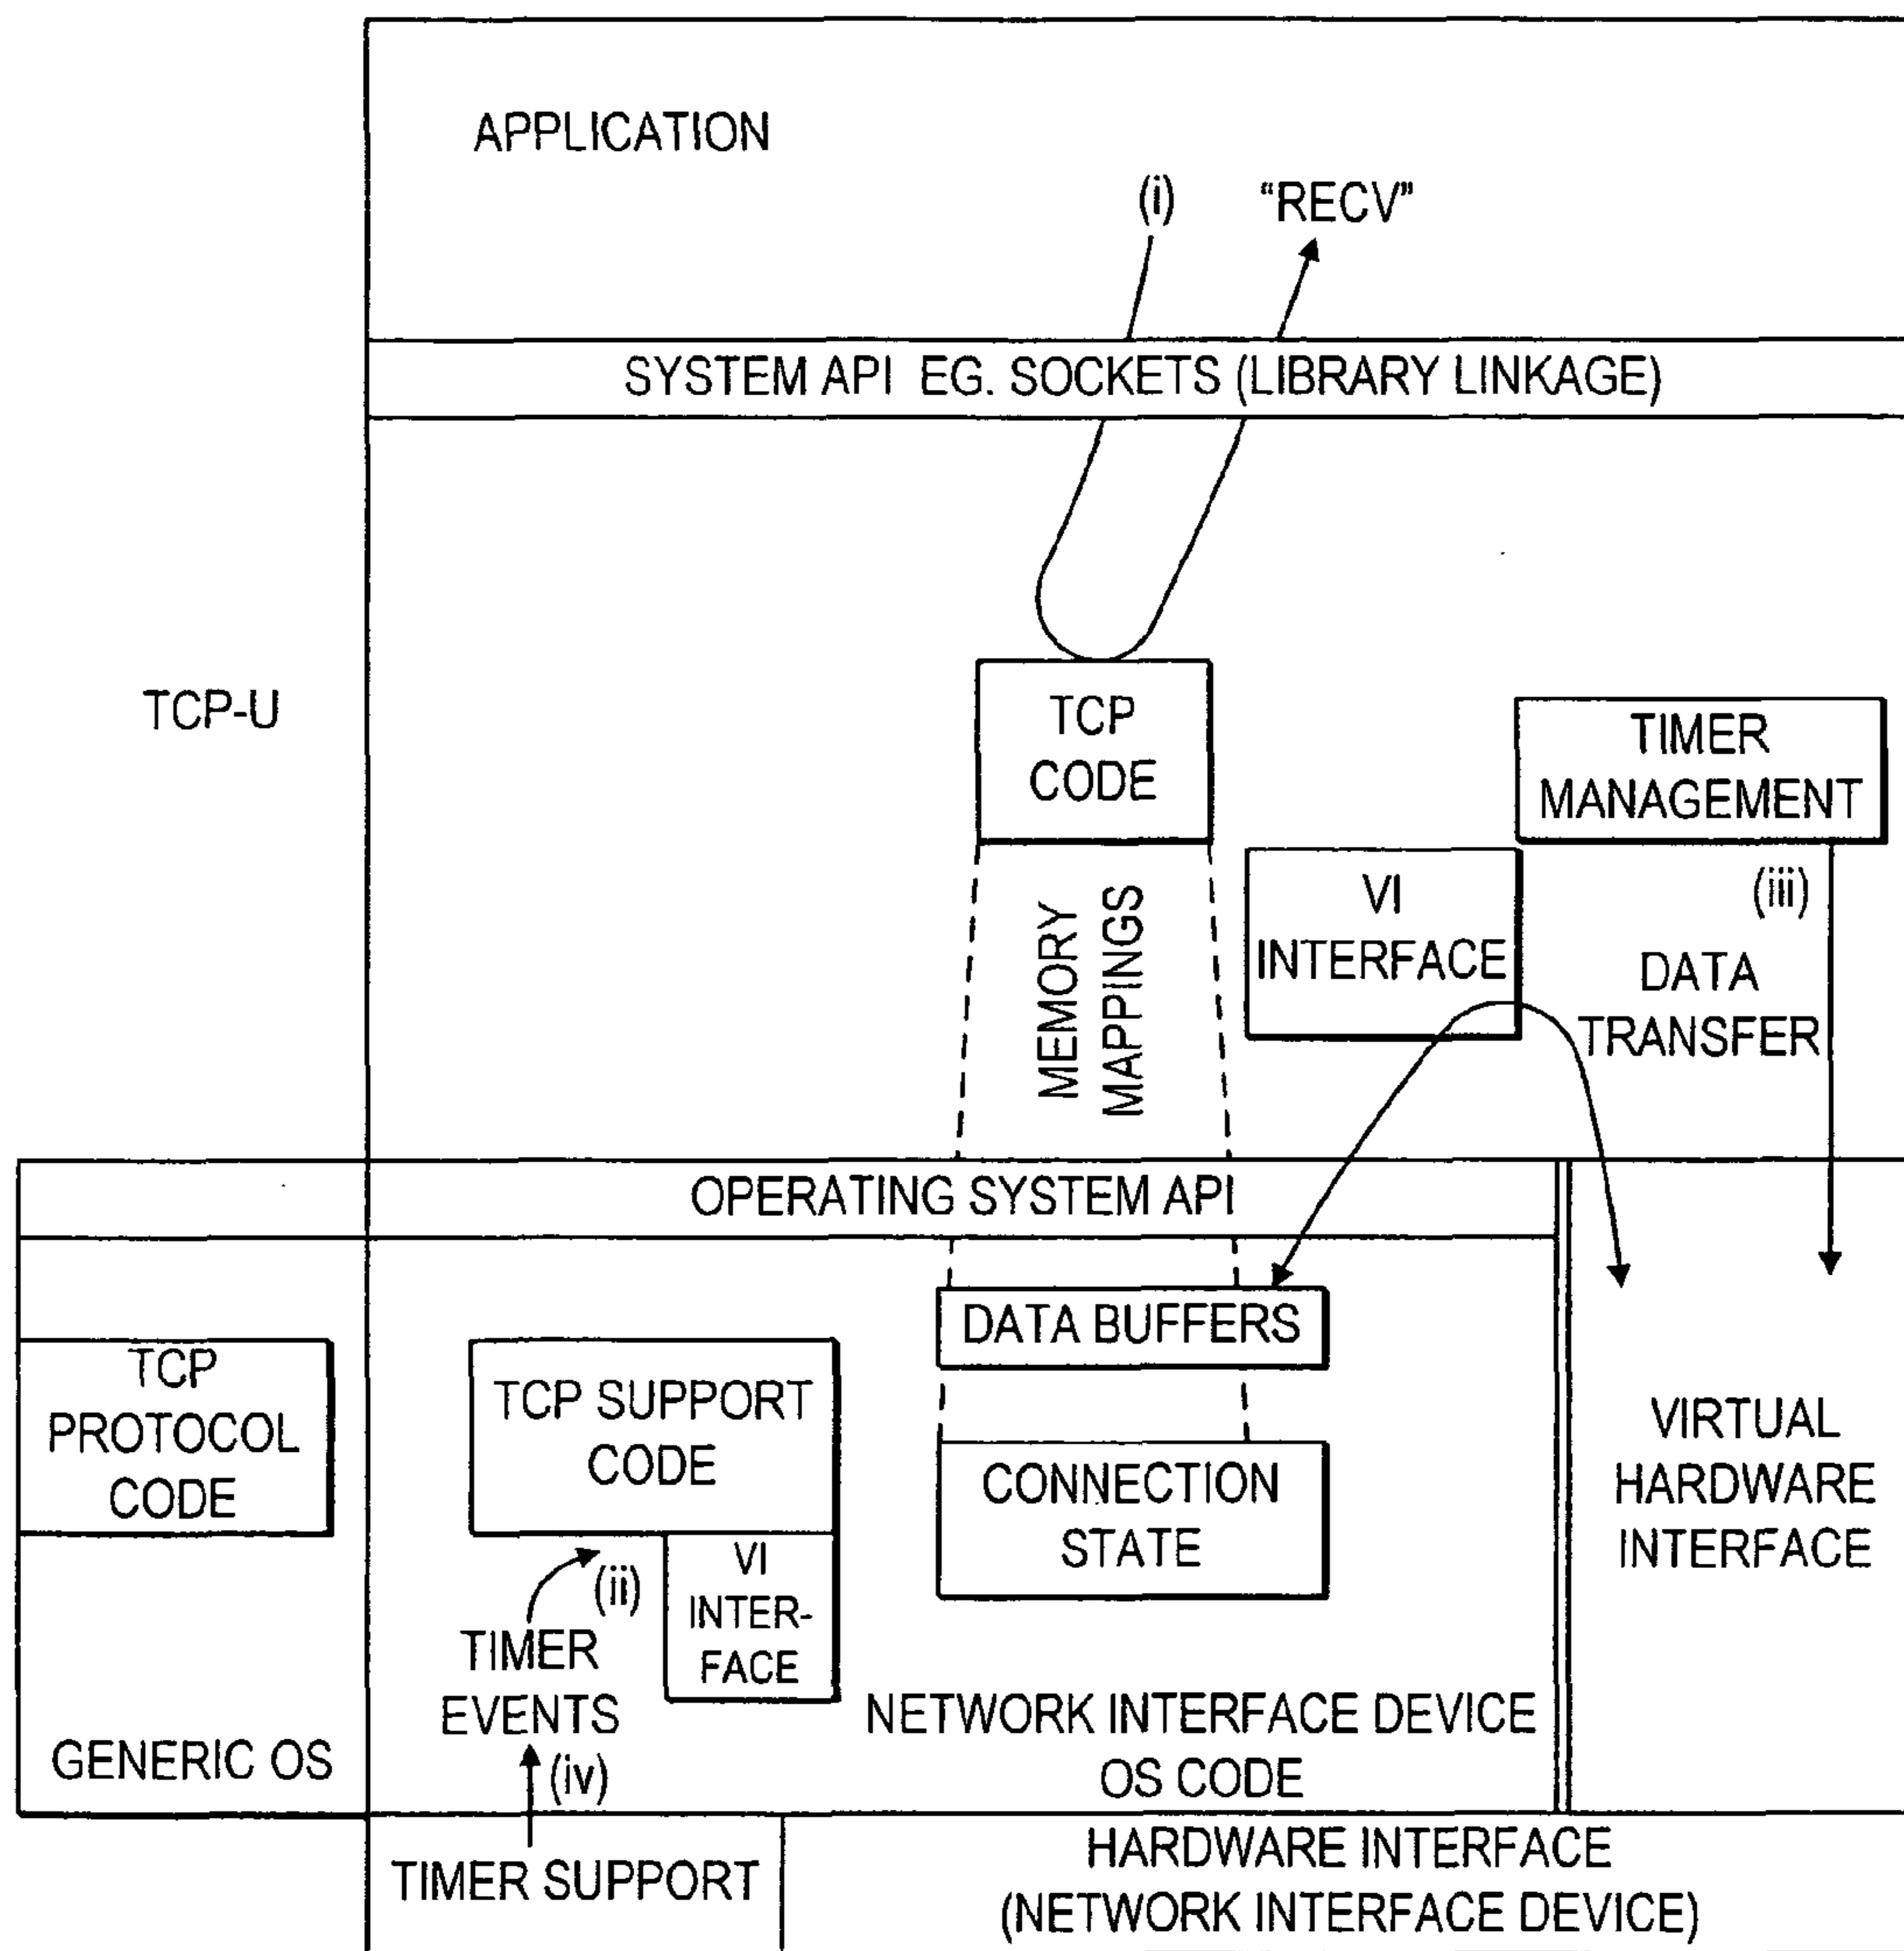 APPLICATION
(i)
“RECV”
SYSTEM API EG. SOCKETS (LIBRARY LINKAGE)
TCP-U
TCP
CODE
TIMER
MANAGEMENT
MEMORY
MAPPINGS
VI
INTERFACE
(iii)
DATA
TRANSFER
OPERATING SYSTEM API
TCP
PROTOCOL
CODE
GENERIC OS
TCP SUPPORT
CODE
VI
INTER-
FACE
(ii)
TIMER
EVENTS
(iv)
DATA BUFFERS
CONNECTION
STATE
NETWORK INTERFACE DEVICE
OS CODE
VIRTUAL
HARDWARE
INTERFACE
TIMER SUPPORT
HARDWARE INTERFACE
(NETWORK INTERFACE DEVICE)